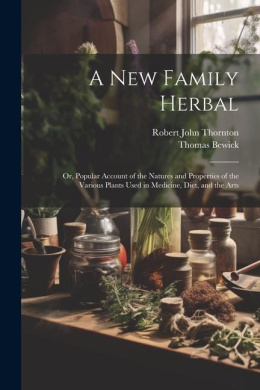 A New Family
Herbal
Robert John Thornton
Thomas Bewick
Or, Popular Account of the Natures and Properties of the
Various Plants Used in Medicine, Diet, and the Arts